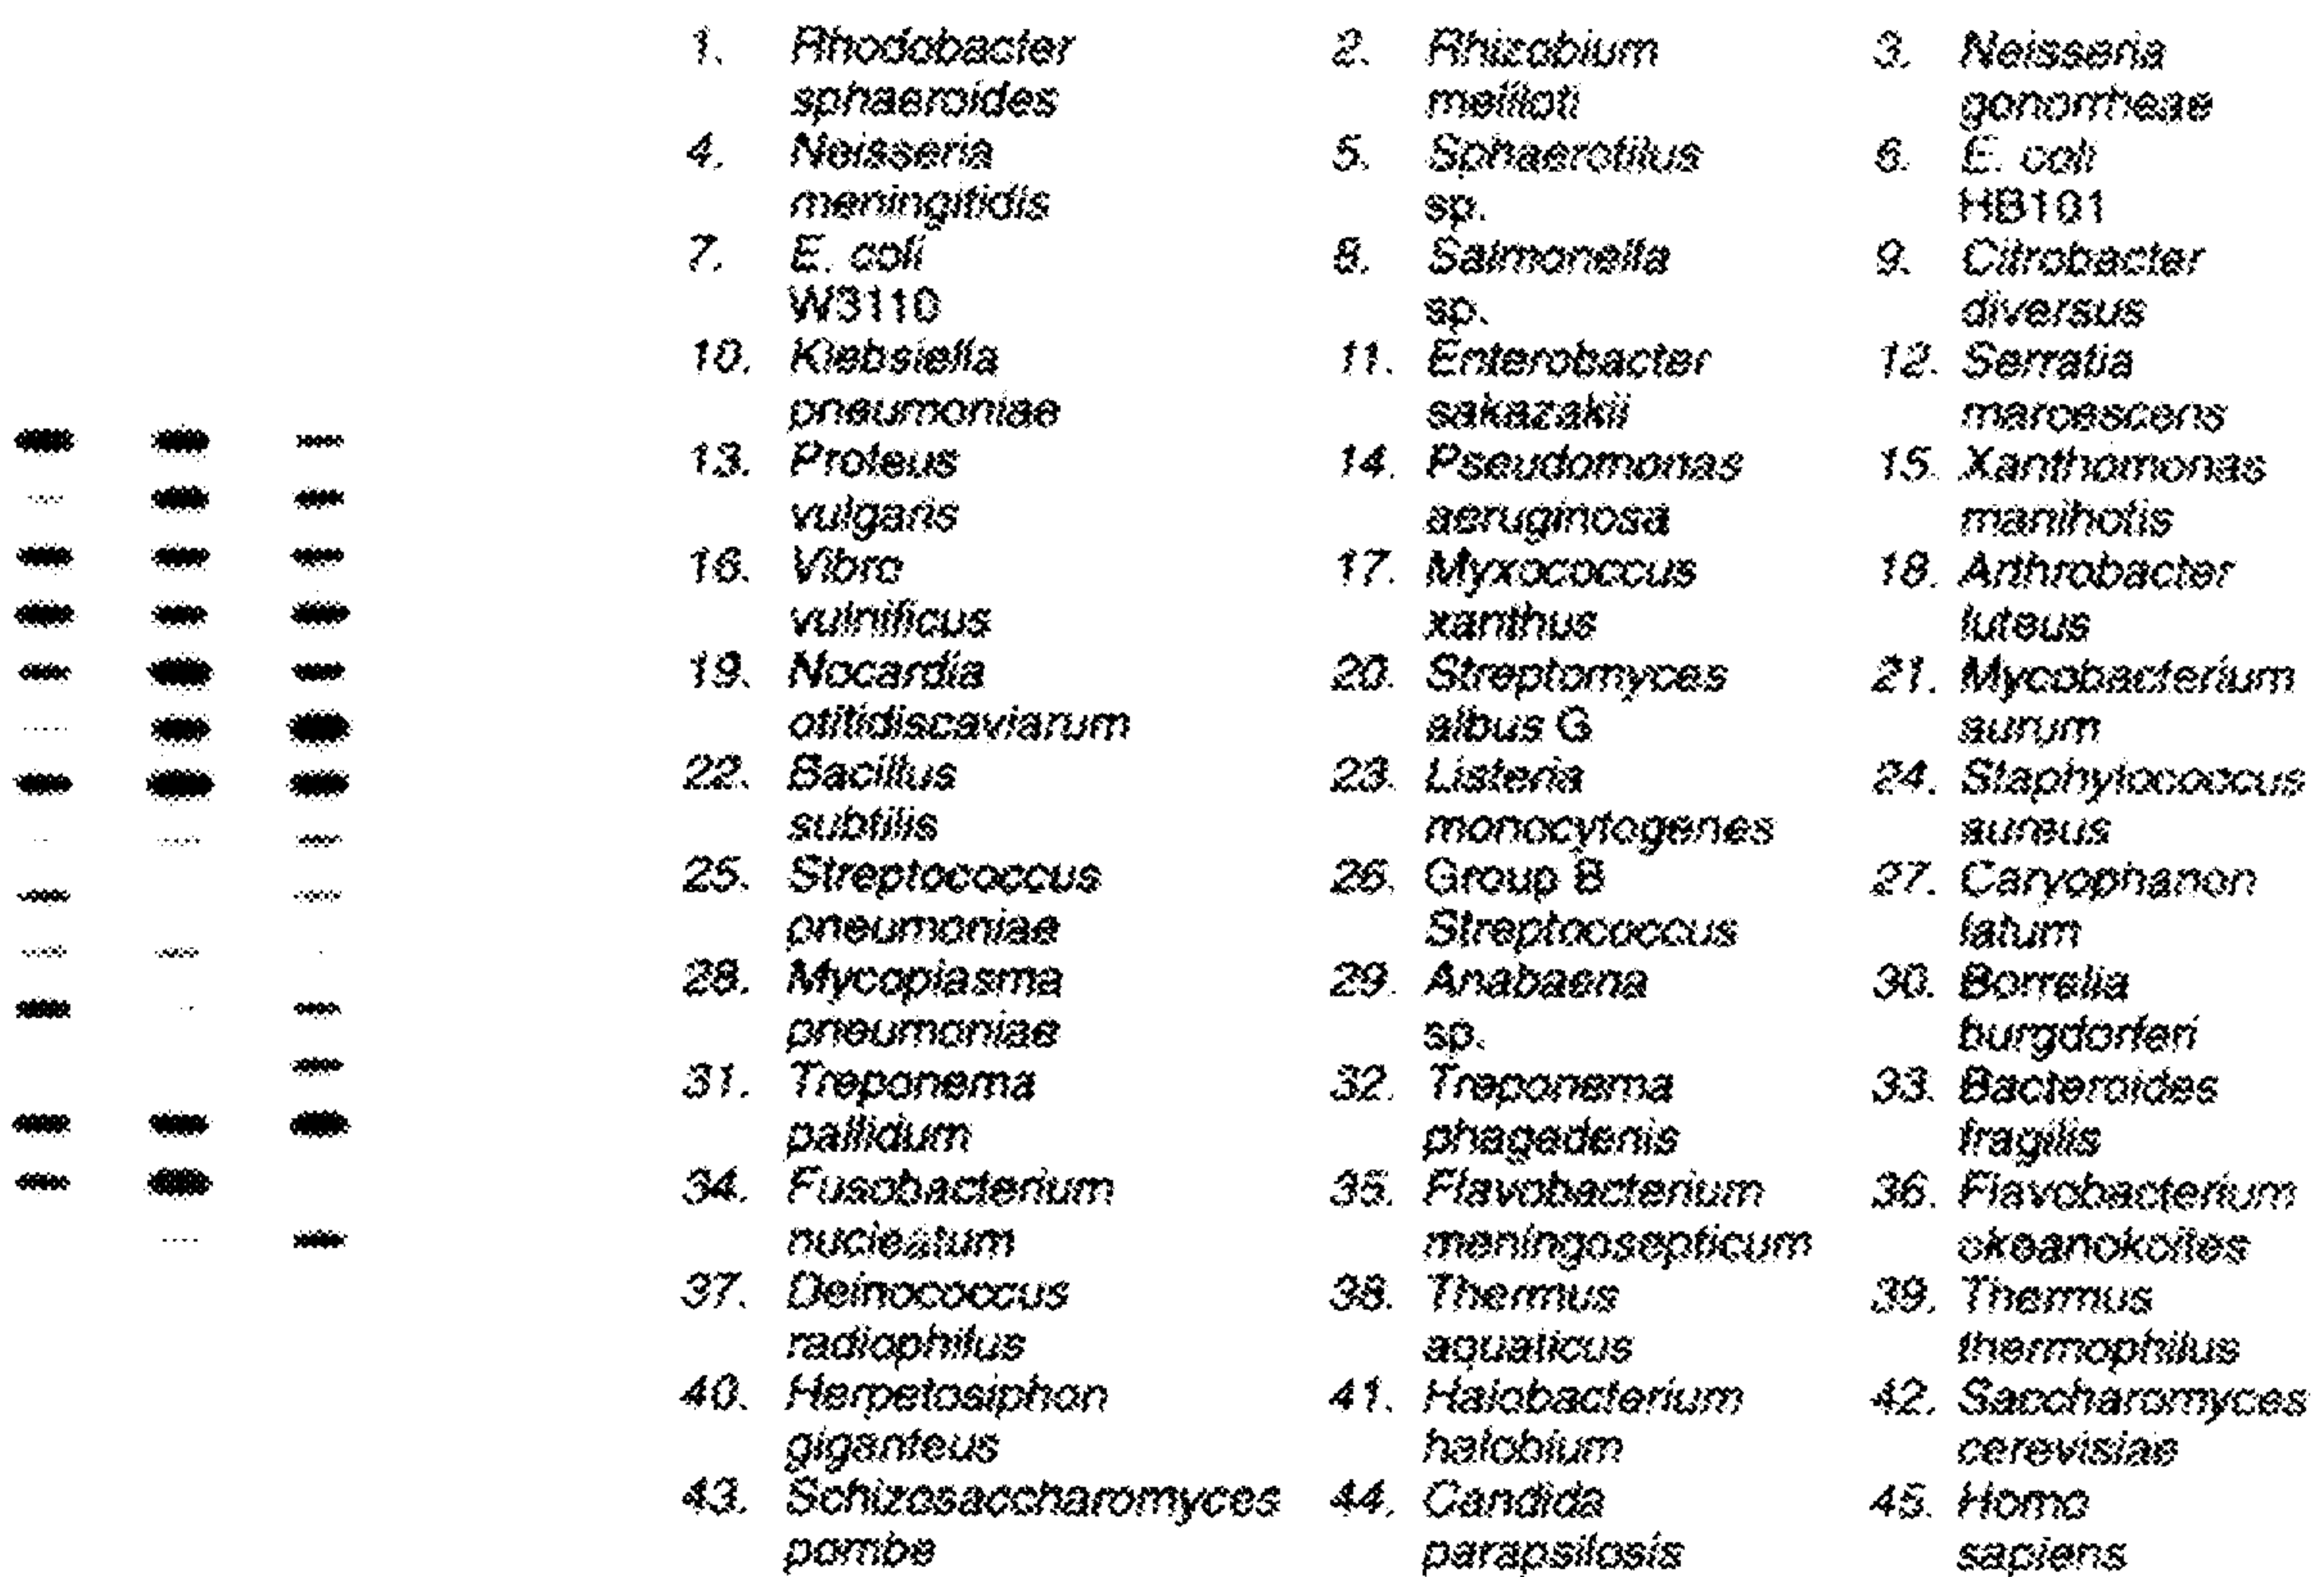 1. Rhodobacter 2. Rhizobium 3. Neisseria
sphaeroides meliloti gonorrheae
4. Neisseria 5. Sphaerotilus 6. E. coli
meningitidis sp. HB101
7. E. coli 8. Salmonella 9. Citrobacter
W3110 sp. diversus
10. Klebsiella 11. Enterobacter 12. Serratia
pneumoniae sakazakii marcescens
13. Proteus 14. Pseudomonas 15. Xanthomonas
vulgaris aeruginosa manihotis
16. Vibro 17. Myxococcus 18. Arthrobacter
vulnificus xanthus luteus
19. Nocardia 20. Streptomyces 21. Mycobacterium
otitidiscaviarum albus G aurum
22. Bacillus 23. Listeria 24. Staphylococcus
subtilis monocytogenes aureus
25. Streptococcus 26. Group B 27. Caryophanon
pneumoniae Streptococcus latum
28. Mycoplasma 29. Anabaena 30. Borrelia
pneumoniae sp. burgdorferi
31. Treponema 32. Treponema 33. Bacteroides
pallidum phagedenis fragilis
34. Fusobacterium 35. Flavobacterium 36. Flavobacterium
nucleatum meningosepticum okeanokoites
37. Deinococcus 38. Thermus 39. Thermus
radiophilus aquaticus thermophilus
40. Herpetosiphon 41. Halobacterium 42. Saccharomyces
giganteus halobium cerevisiae
43. Schizosaccharomyces 44. Candida 45. Homo
pombe parapsilosis sapiens